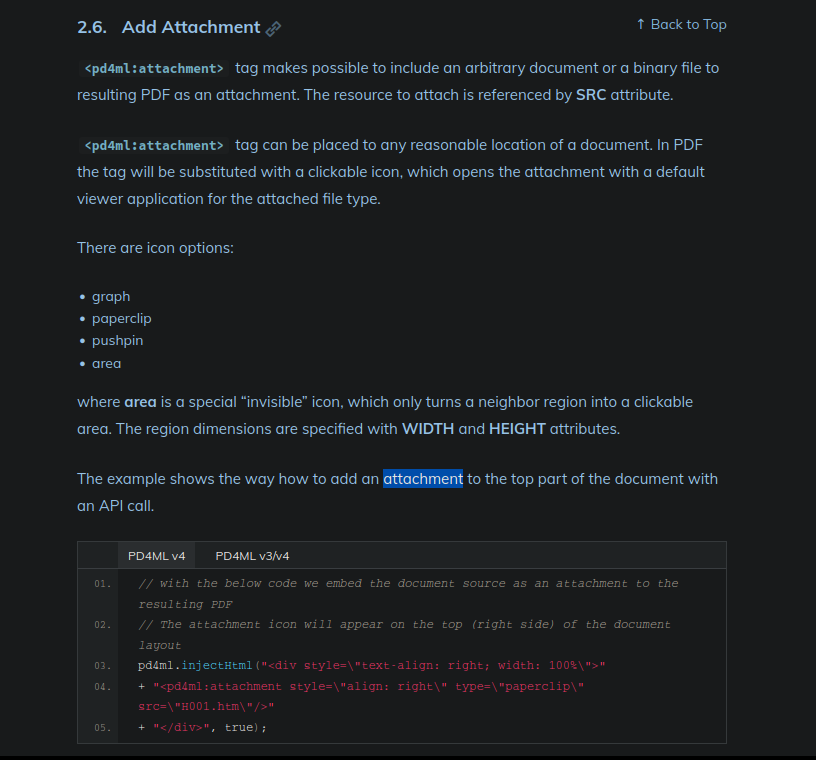 2.6. Add Attachment
↑ Back to Top
<pd4ml:attachment> tag makes possible to include an arbitrary document or a binary file to
resulting PDF as an attachment. The resource to attach is referenced by SRC attribute.
<pd4ml:attachment> tag can be placed to any reasonable location of a document. In PDF
the tag will be substituted with a clickable icon, which opens the attachment with a default
viewer application for the attached file type.
There are icon options:
• graph
• paperclip
• pushpin
• area
where area is a special “invisible” icon, which only turns a neighbor region into a clickable
area. The region dimensions are specified with WIDTH and HEIGHT attributes.
The example shows the way how to add an attachment to the top part of the document with
an API call.
PD4ML v4 PD4ML v3/v4
01. // with the below code we embed the document source as an attachment to the
resulting PDF
02. // The attachment icon will appear on the top (right side) of the document
layout
03. pd4ml.injectHtml("<div style=\"text-align: right; width: 100%\">"
04. + "<pd4ml:attachment style=\"align: right\" type=\"paperclip\"
src=\"H001.htm\"/>"
05. + "</div>", true);